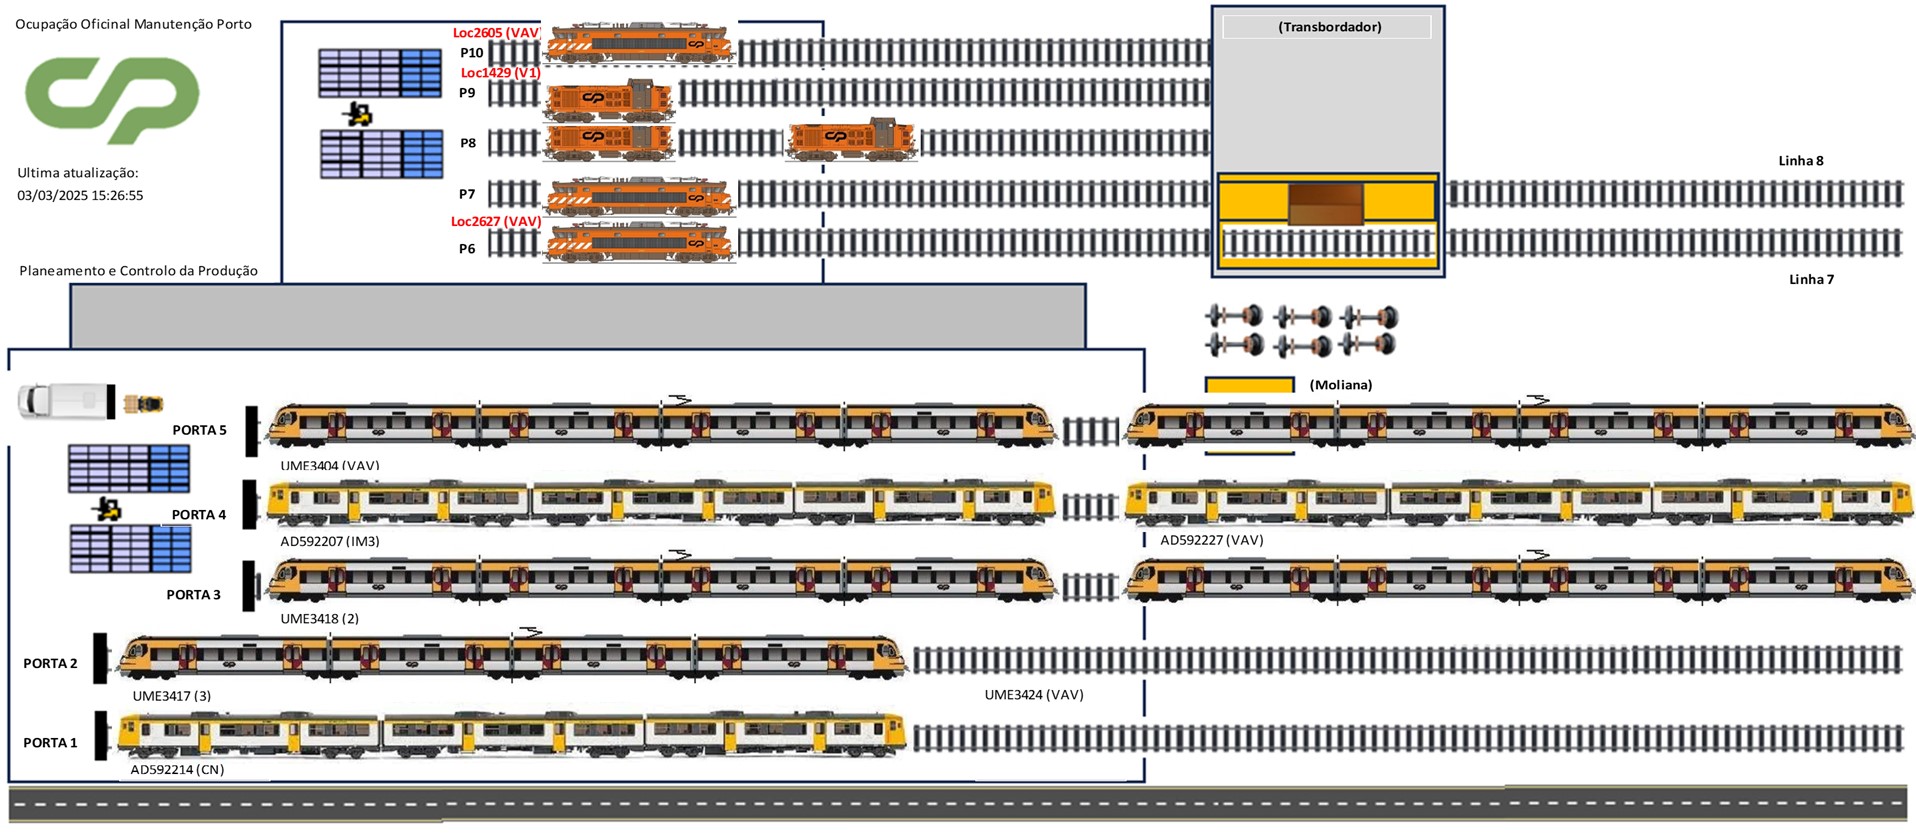 Ocupação Oficinal Manutenção Porto
Ultima atualização:
03/03/2025 15:26:55
Planeamento e Controlo da Produção
Loc2605 (VAV)
P10
Loc1429 (V1)
P9
P8
P7
Loc2627 (VAV)
P6
(Transbordador)
Linha 8
Linha 7
(Moliana)
PORTA 5
UME3404 (VAV)
PORTA 4
AD592207 (IM3)
AD592227 (VAV)
PORTA 3
UME3418 (2)
PORTA 2
UME3417 (3)
UME3424 (VAV)
PORTA 1
AD592214 (CN)